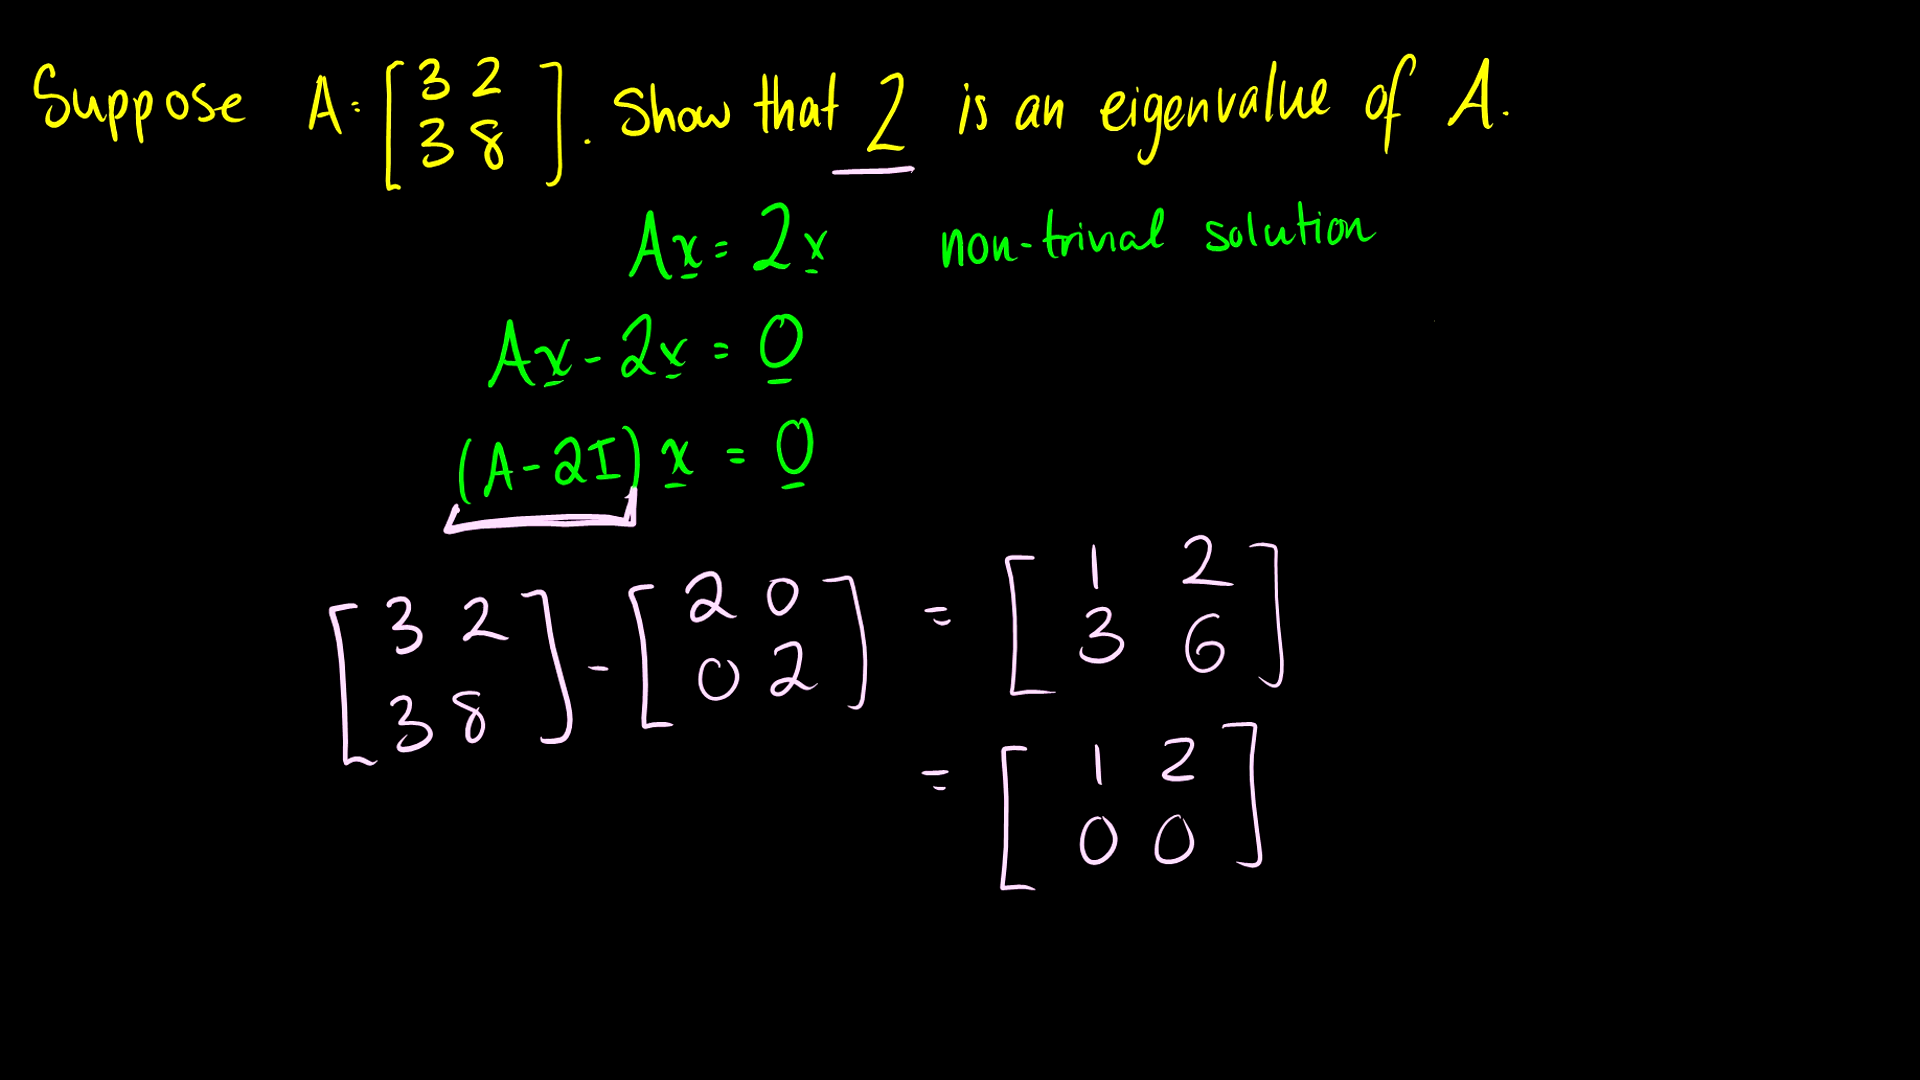 Suppose A = [3 2
3 8]. Show that 2 is an eigenvalue of A.
Ax = 2x non-trival solution
Ax - 2x = 0
(A - 2I) x = 0
[3 2
3 8] - [2 0
0 2] = [1 2
3 6]
= [1 2
0 0]